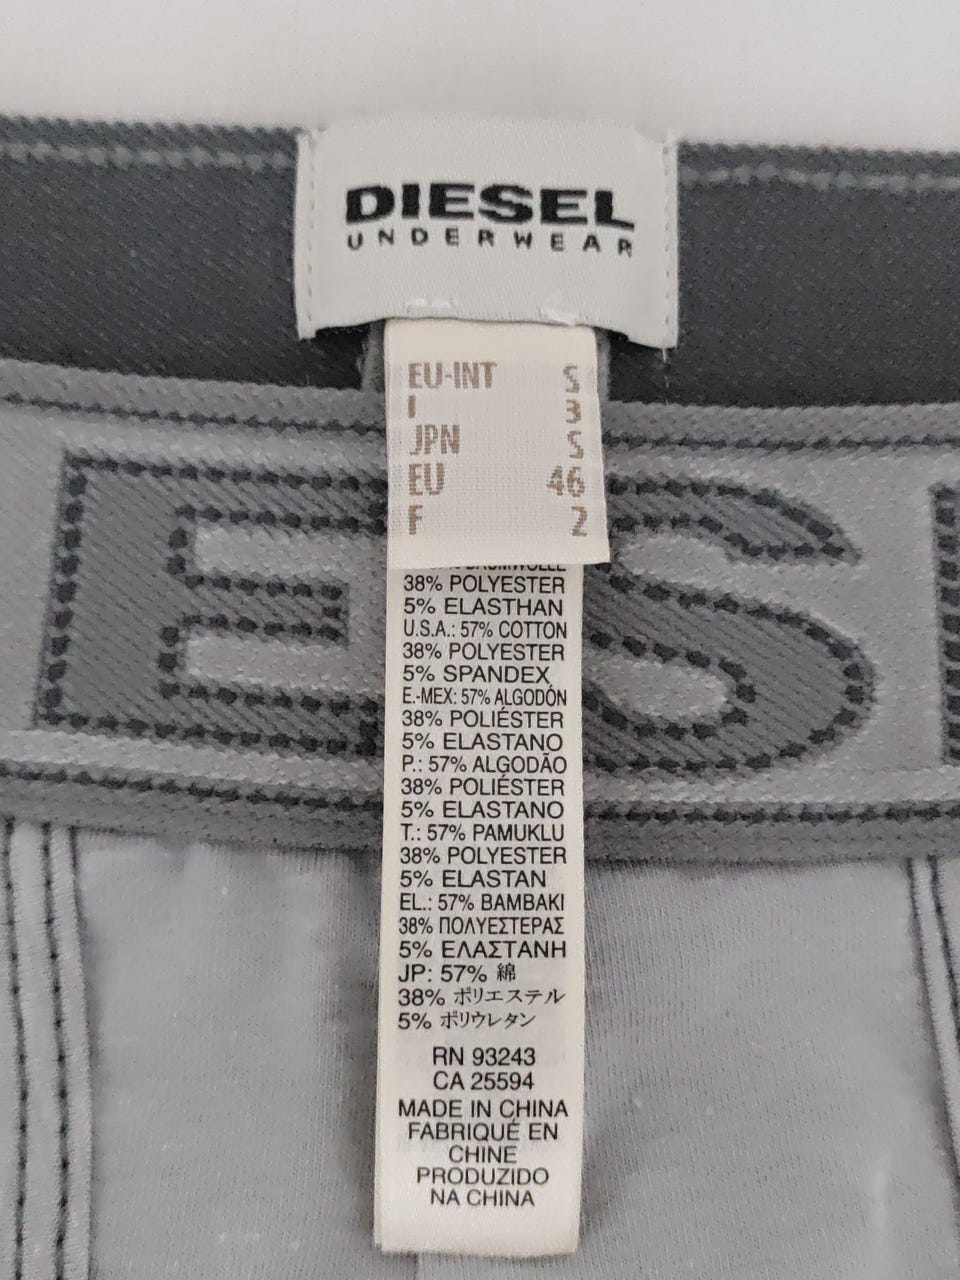 DIESEL
UNDERWEAR
EU-INT S
I 3
JPN S
EU 46
F 2
BAUMWOLLE
38% POLYESTER
5% ELASTHAN
U.S.A.: 57% COTTON
38% POLYESTER
5% SPANDEX
E.-MEX: 57% ALGODÓN
38% POLIÉSTER
5% ELASTANO
P.: 57% ALGODÃO
38% POLIÉSTER
5% ELASTANO
T.: 57% PAMUKLU
38% POLYESTER
5% ELASTAN
EL.: 57% BAMBAKI
38% ΠΟΛΥΕΣΤΕΡΑΣ
5% ΕΛΑΣΤΑΝΗ
JP: 57% 綿
38% ポリエステル
5% ポリウレタン
RN 93243
CA 25594
MADE IN CHINA
FABRIQUÉ EN
CHINE
PRODUZIDO
NA CHINA
ES